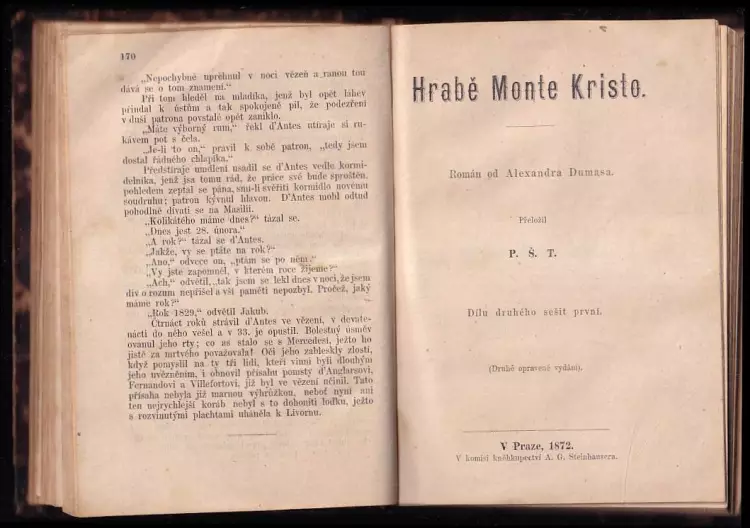 170
„Nepochybně uprchnul v noci vězeň a ranou tou
dává se o tom znamení.“
Při tom hleděl na mladíka, jenž byl opět láhev
přindal k ústům a tak spokojeně pil, že podezření
v duši patrona povstalé opět zaniklo.
„Máte výborný rum,“ řekl d'Antes utíraje si ru-
kávem pot s čela.
„Je-li to on,“ pravil k sobě patron, „tedy jsem
dostal řádného chlapíka.“
Předstíraje umdlení usadil se d'Antes vedle kormi-
delníka, jenž jsa tomu rád, že práce své bude sproštěn,
pohledem zeptal se pána, smí-li svěřiti kormidlo novému
soudruhu; patron kývnul hlavou. D'Antes mohl odtud
pohodlně dívati se na Masilii.
„Kolikátého máme dnes?“ tázal se.
„Dnes jest 28. února.“
„A rok?“ tázal se d'Antes.
„Jakže, vy se ptáte na rok?“
„Ano,“ odvece on, „ptám se po něm.“
„Vy jste zapomněl, v kterém roce žijeme?“
„Ach,“ odvětil, „tak jsem se lekl dnes v noci, že jsem
div o rozum nepřišel a vší paměti nepozbyl. Pročež, jaký
máme rok?“
„Rok 1829,“ odvětil Jakub.
Čtrnáct roků strávil d'Antes ve vězení, v devate-
nácti do něho vešel a v 33. je opustil. Bolestný úsměv
ovanul jeho rty; co as stalo se s Mercedesí, ježto ho
jistě za mrtvého považovala! Oči jeho zableskly zlostí,
když pomyslil na ty tři lidi, kteří vinni byli dlouhým
jeho uvězněním, i obnovil přísahu pomsty d'Anglarsovi,
Fernandovi a Villefortovi, již byl ve vězení učinil. Tato
přísaha nebyla již marnou výhrůžkou, neboť nyní ani
ten nejrychlejší koráb nebyl s to dohoniti loďku, ježto
s rozvinutými plachtami uháněla k Livornu.
Hrabě Monte Kristo.
Román od Alexandra Dumasa.
Přeložil
P. Š. T.
Dílu druhého sešit první.
(Druhé opravené vydání).
V Praze, 1872.
V komisi kněhkupectví A. G. Steinhausera.